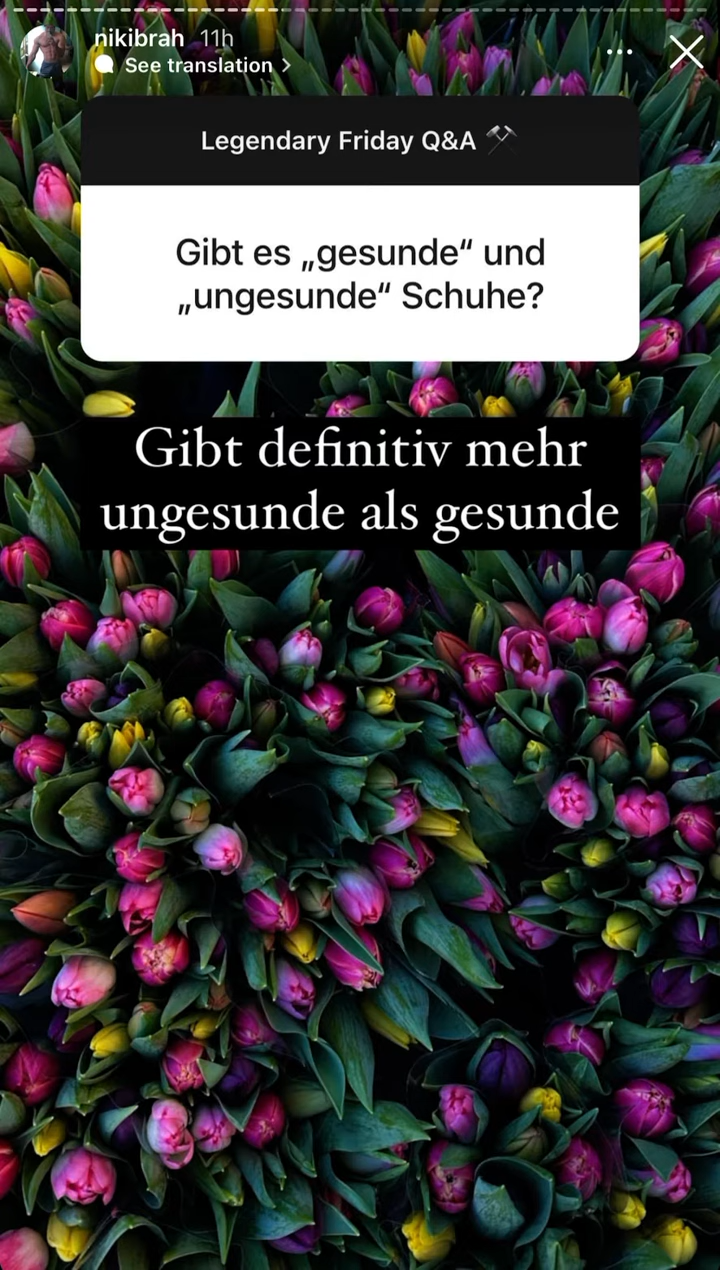 nikibrah 11h
See translation >
Legendary Friday Q&A ⚒
Gibt es „gesunde“ und
„ungesunde“ Schuhe?
Gibt definitiv mehr
ungesunde als gesunde